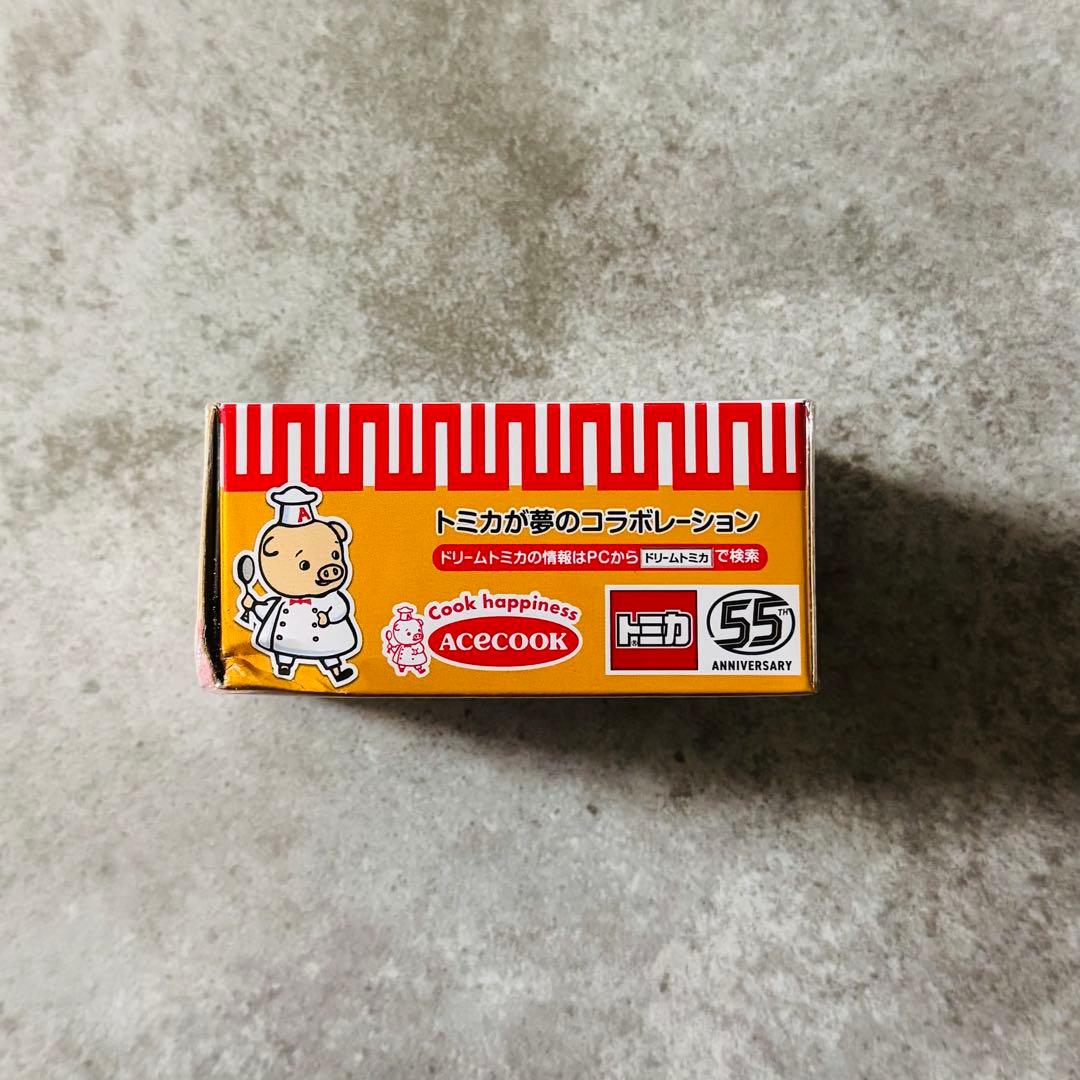 トミカが夢のコラボレーション
ドリームトミカの情報はPCから ドリームトミカ で検索
A
Cook happiness
ACECOOK
トミカ
55TH
ANNIVERSARY